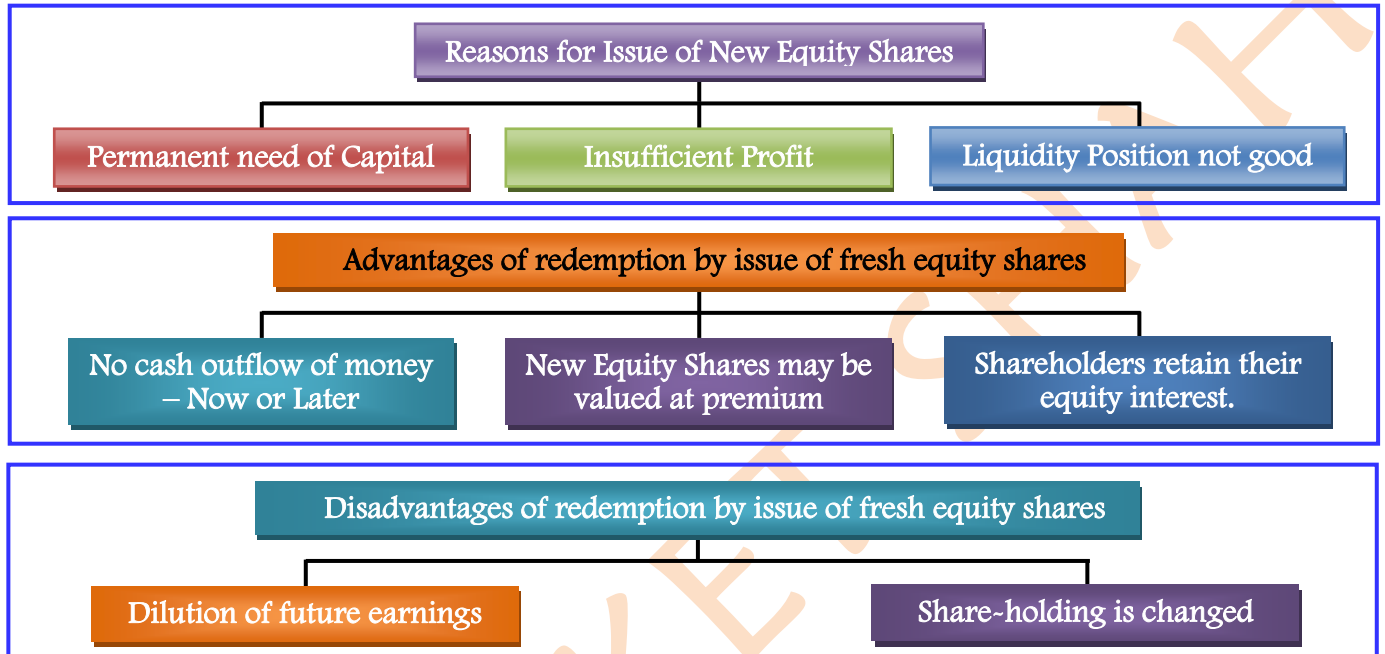 Reasons for Issue of New Equity Shares
Permanent need of Capital
Insufficient Profit
Liquidity Position not good
Advantages of redemption by issue of fresh equity shares
No cash outflow of money
– Now or Later
New Equity Shares may be
valued at premium
Shareholders retain their
equity interest.
Disadvantages of redemption by issue of fresh equity shares
Dilution of future earnings
Share-holding is changed